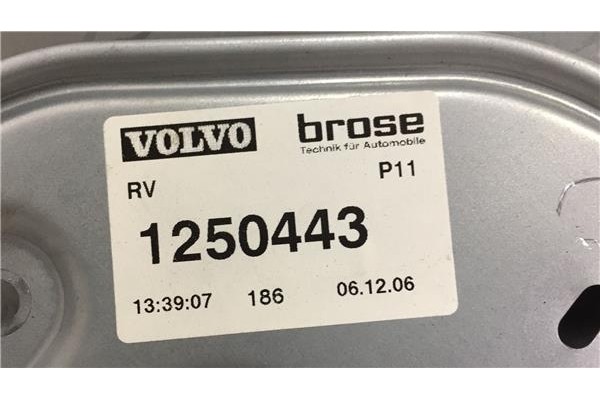 VOLVO brose
Technik für Automobile
RV P11
1250443
13:39:07 186 06.12.06